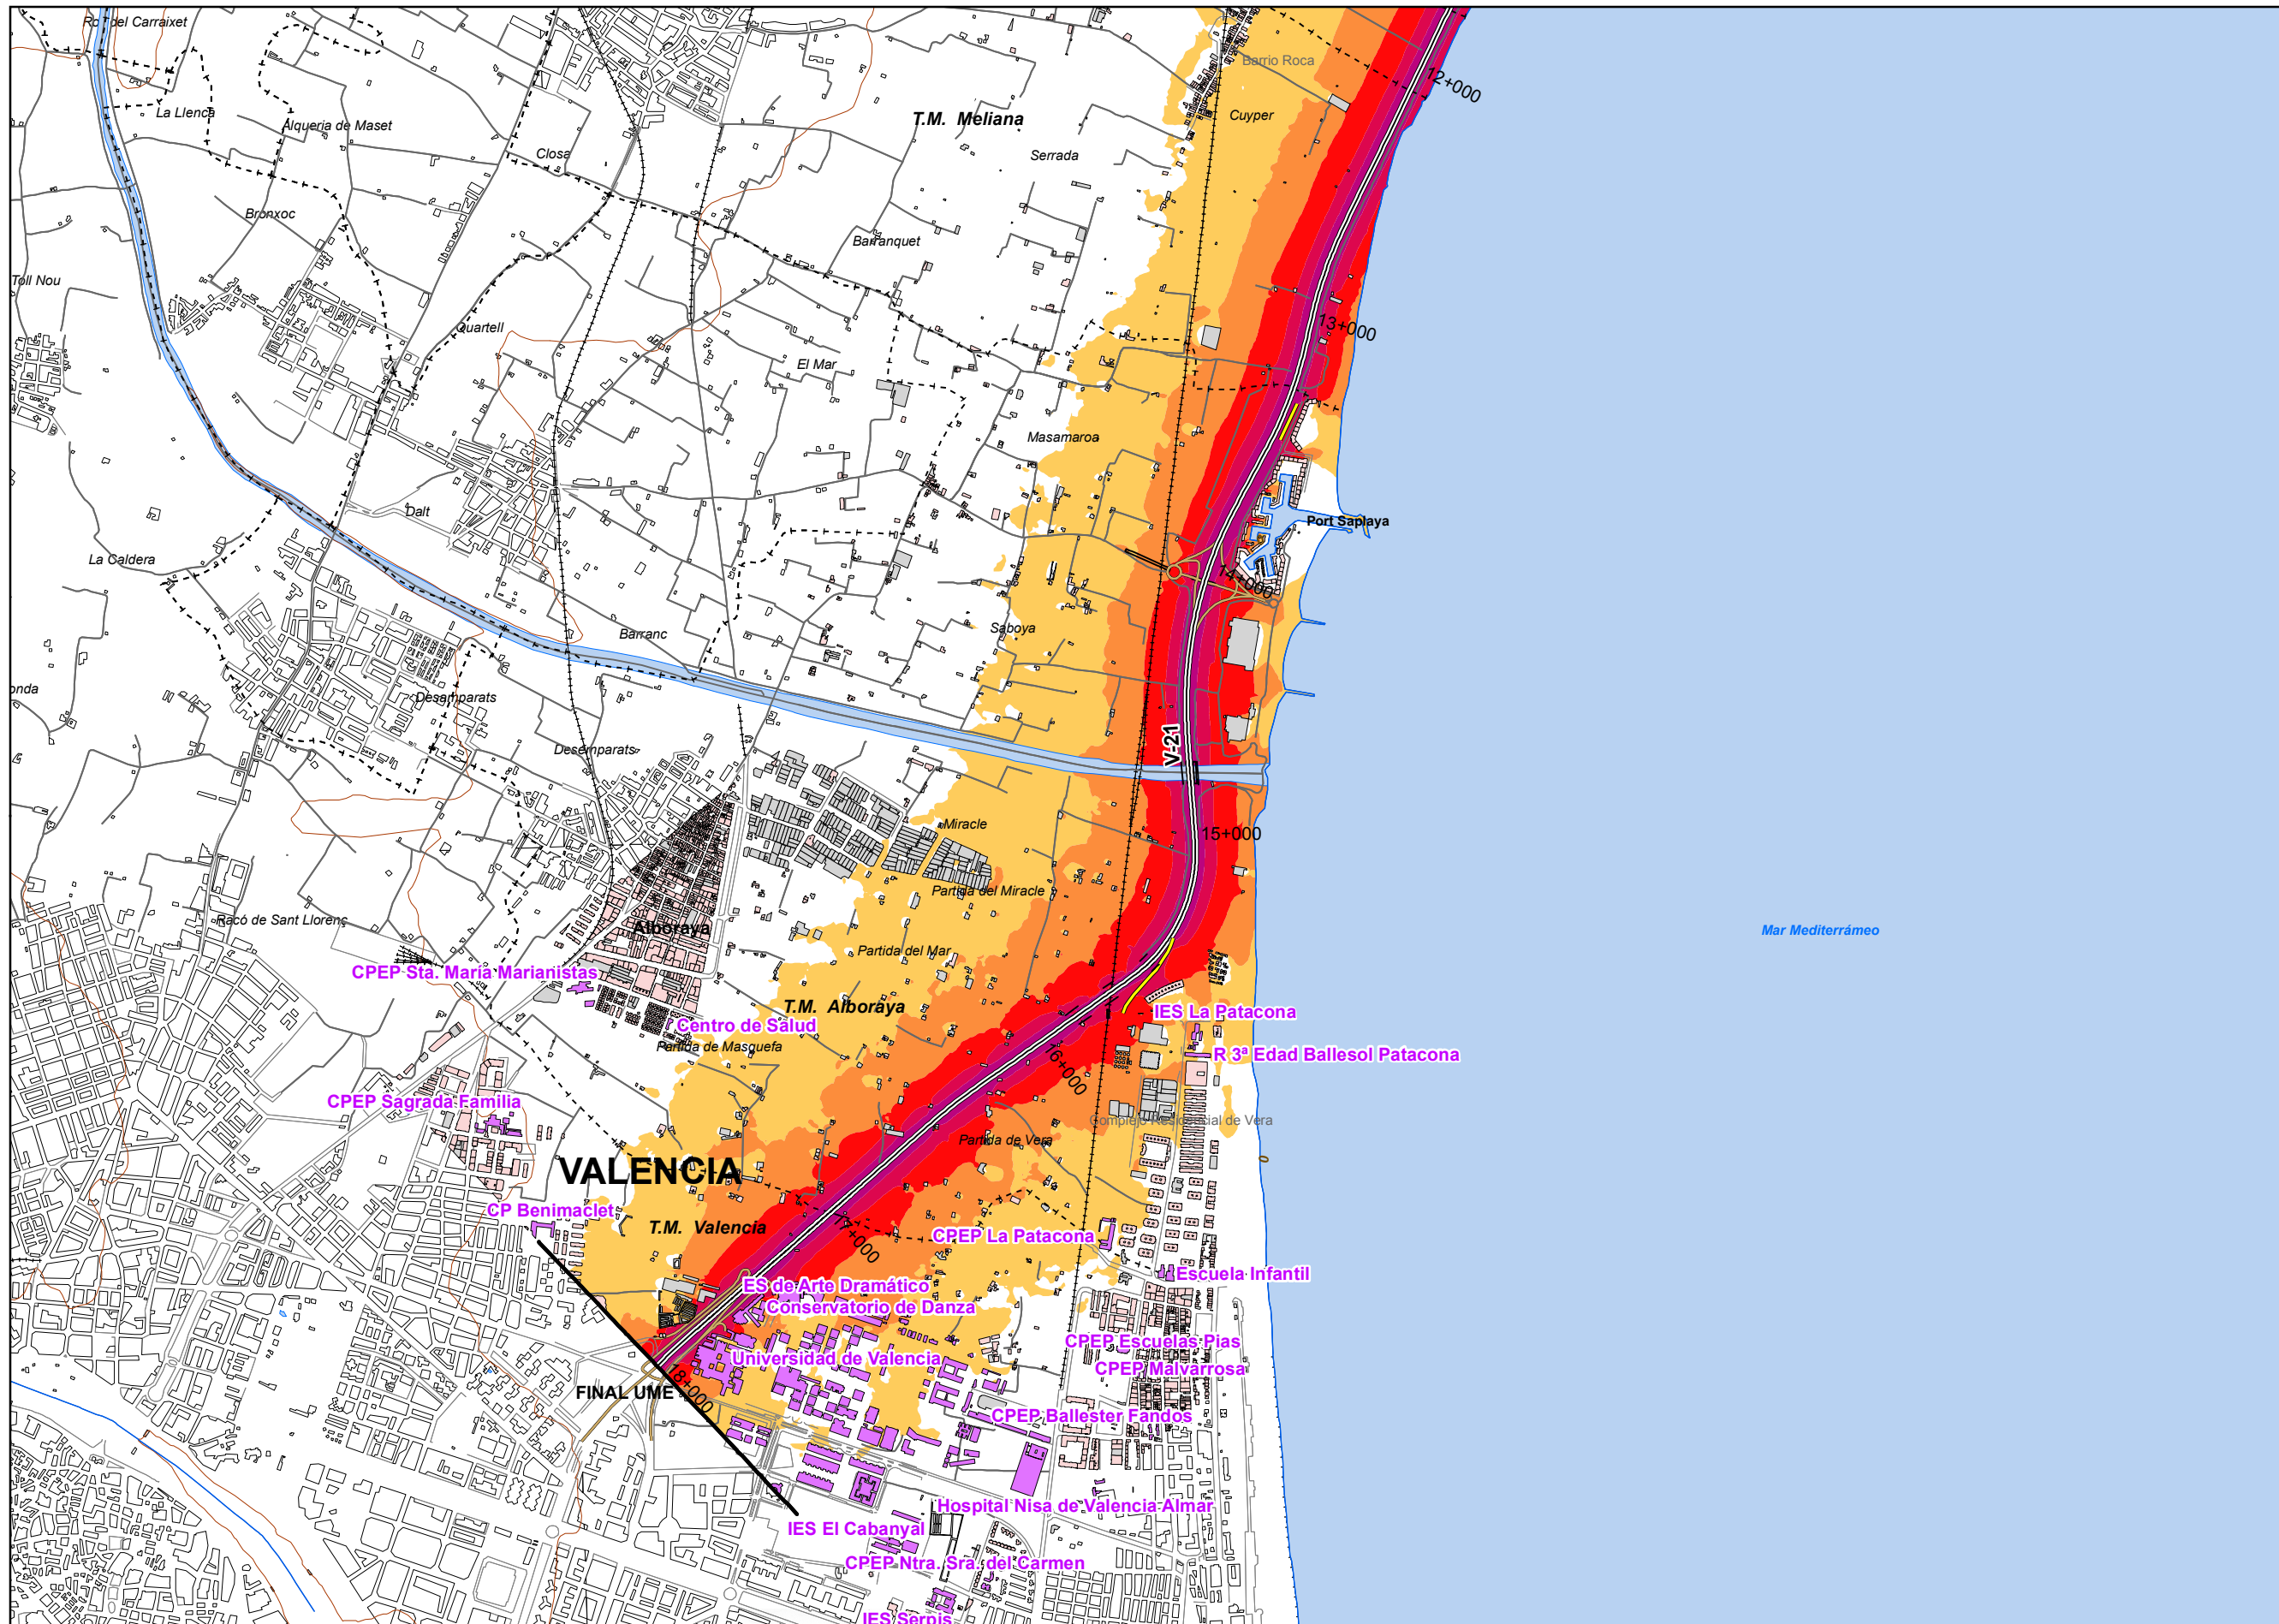 Rot del Carraixet
Barrio Roca
12+000
La Llenca
Alqueria de Maset
T.M. Meliana
Cuyper
Closa
Serrada
Bronxoc
Barranquet
Toll Nou
Quartell
13+000
El Mar
Masamaroa
Dalt
Port Saplaya
La Caldera
14+000
Barranc
Saboya
onda
Desamparats
Desemparats
V-21
Miracle
15+000
Partida del Miracle
Racó de Sant Llorenç
Alboraya
Mar Mediterrámeo
Partida del Mar
CPEP Sta. María Marianistas
T.M. Alboraya
IES La Patacona
Centro de Salud
Partida de Masquefa
R 3ª Edad Ballesol Patacona
16+000
CPEP Sagrada Familia
Complejo Residencial de Vera
Partida de Vera
VALENCIA
CP Benimaclet
T.M. Valencia
17+000
CPEP La Patacona
Escuela Infantil
ES de Arte Dramático
Conservatorio de Danza
CPEP Escuelas Pias
Universidad de Valencia
CPEP Malvarrosa
FINAL UME
18+000
CPEP Ballester Fandos
Hospital Nisa de Valencia Almar
IES El Cabanyal
CPEP Ntra. Sra. del Carmen
IES Serpis